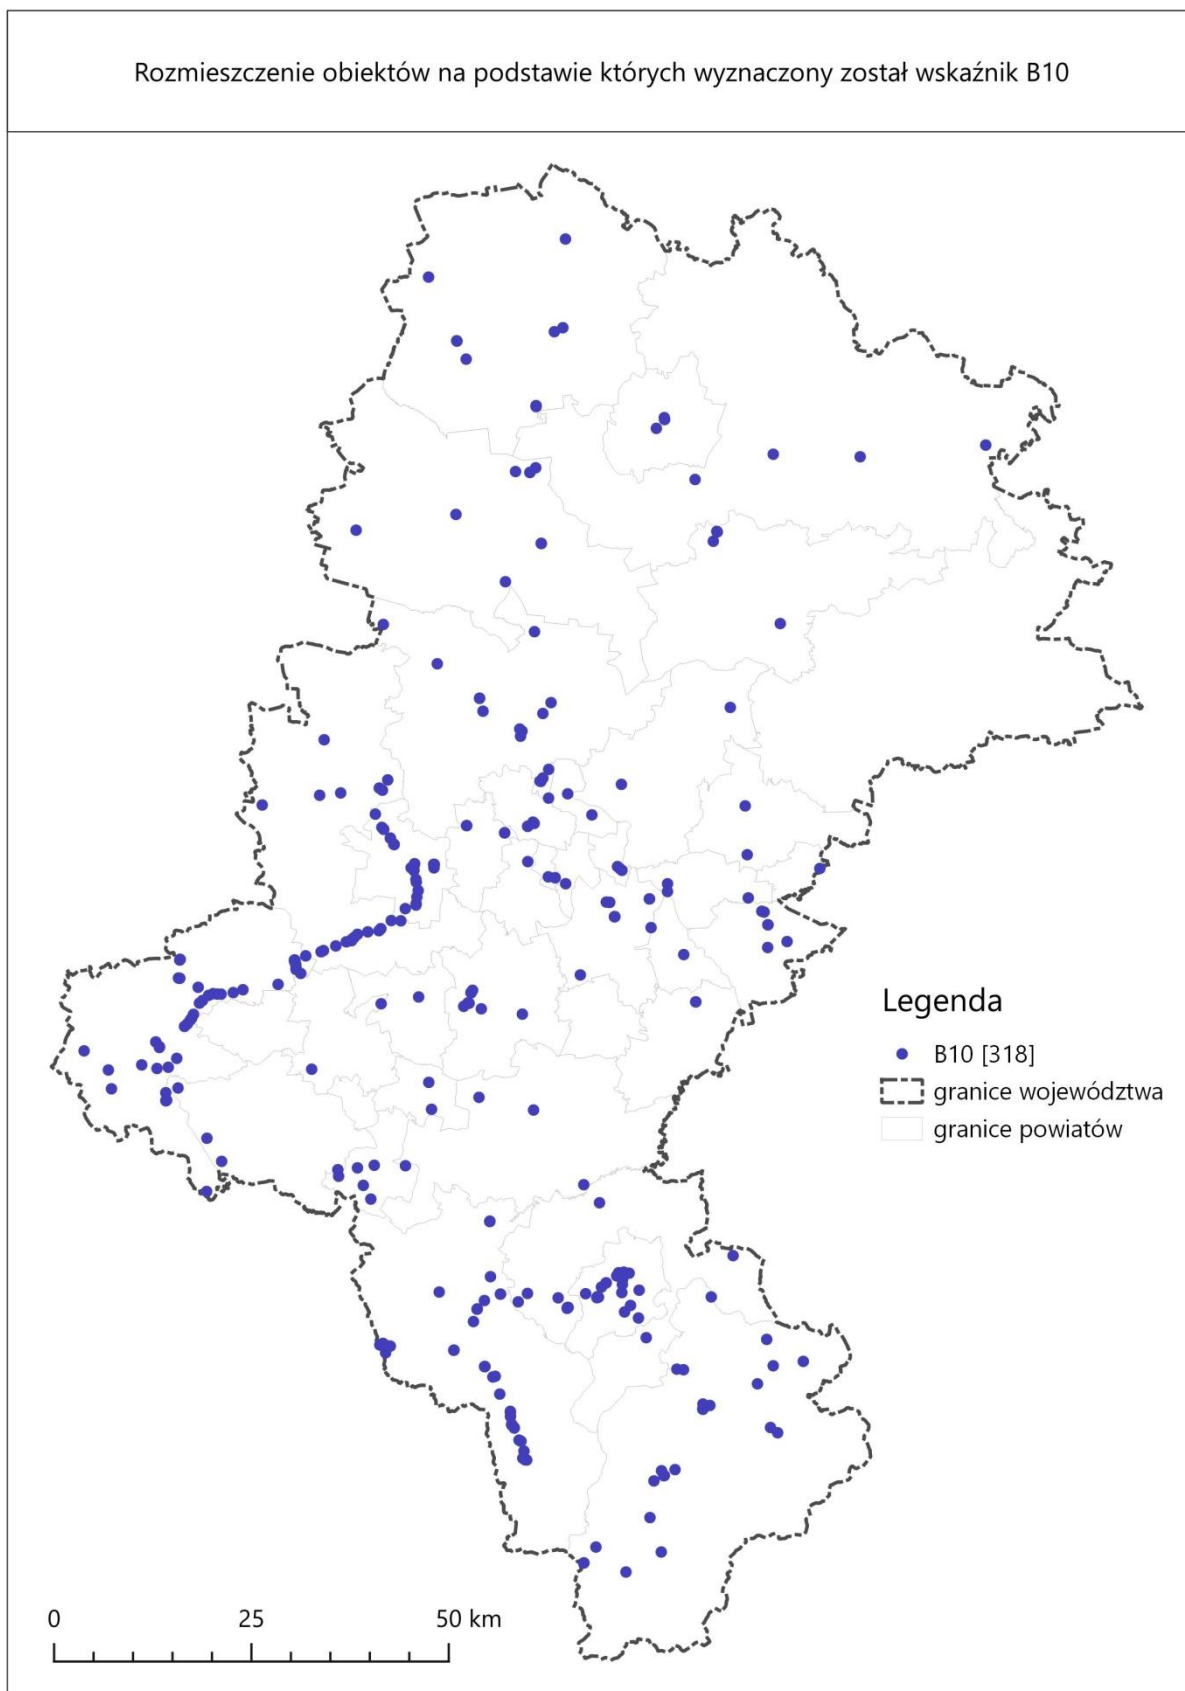 Rozmieszczenie obiektów na podstawie których wyznaczony został wskaźnik B10
Legenda
B10 [318]
granice województwa
granice powiatów
0 25 50 km